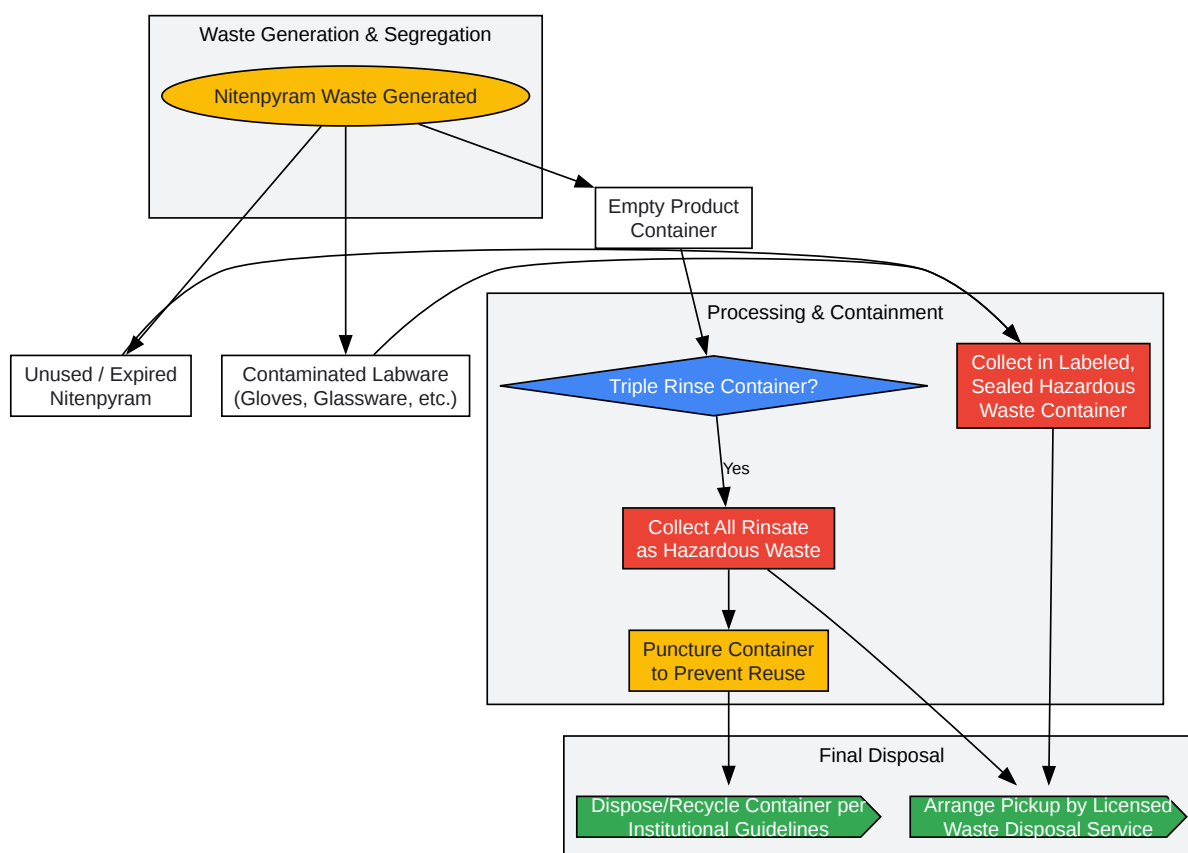 Waste Generation & Segregation
Nitenpyram Waste Generated
Empty Product
Container
Processing & Containment
Unused / Expired
Nitenpyram
Contaminated Labware
(Gloves, Glassware, etc.)
Triple Rinse Container?
Collect in Labeled,
Sealed Hazardous
Waste Container
Yes
Collect All Rinsate
as Hazardous Waste
Puncture Container
to Prevent Reuse
Final Disposal
Dispose/Recycle Container per
Institutional Guidelines
Arrange Pickup by Licensed
Waste Disposal Service